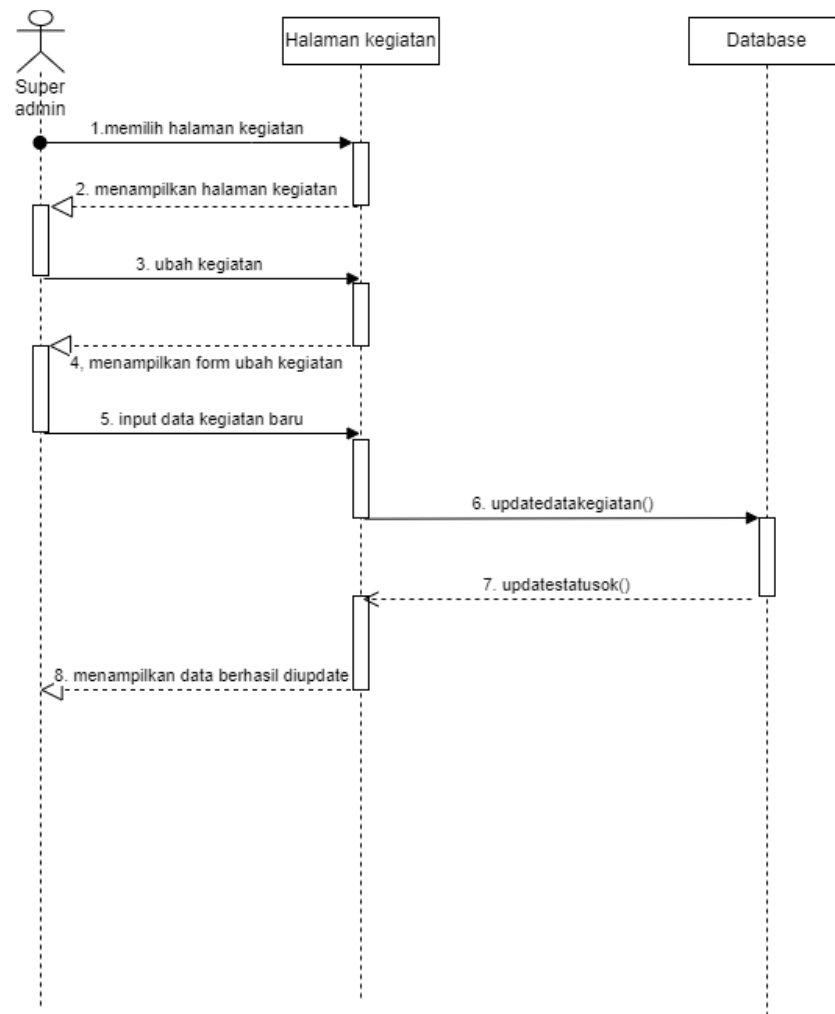 Halaman kegiatan
Database
Super
admin
1.memilih halaman kegiatan
2. menampilkan halaman kegiatan
3. ubah kegiatan
4, menampilkan form ubah kegiatan
5. input data kegiatan baru
6. updatedatakegiatan()
7. updatestatusok()
8. menampilkan data berhasil diupdate